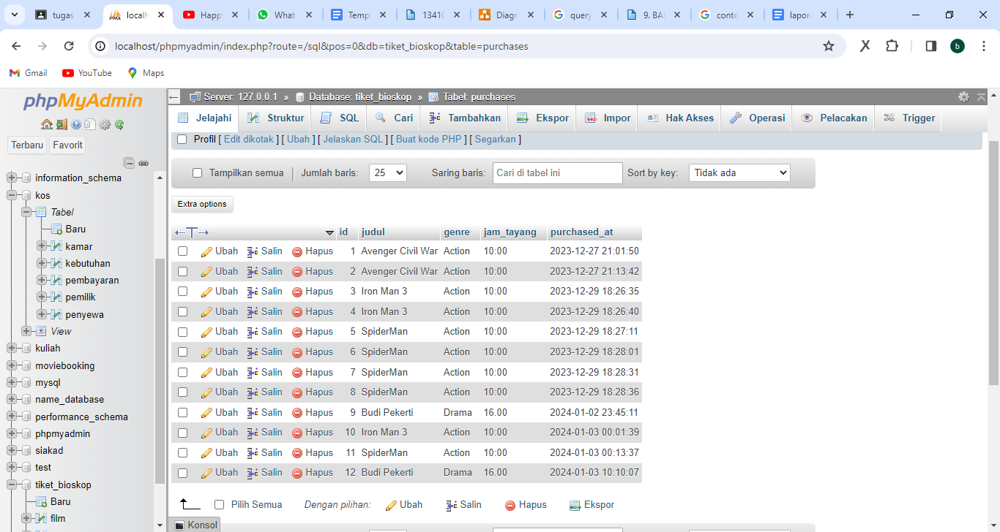 tugas
localh
Happ
Whats
Templ
1341
Diagr
query
9. BA
conto
lapor
localhost/phpmyadmin/index.php?route=/sql&pos=0&db=tiket_bioskop&table=purchases
b
Gmail YouTube Maps
phpMyAdmin
Terbaru Favorit
information_schema
kos
Tabel
Baru
kamar
kebutuhan
pembayaran
pemilik
penyewa
View
kuliah
moviebooking
mysql
name_database
performance_schema
phpmyadmin
siakad
test
tiket_bioskop
Baru
film
Server: 127.0.0.1 » Database: tiket_bioskop » Tabel: purchases
Jelajahi Struktur SQL Cari Tambahkan Ekspor Impor Hak Akses Operasi Pelacakan Trigger
Profil [ Edit dikotak ] [ Ubah ] [ Jelaskan SQL ] [ Buat kode PHP ] [ Segarkan ]
Tampilkan semua | Jumlah baris: 25 Saring baris: Cari di tabel ini Sort by key: Tidak ada
Extra options
←T→ id judul genre jam_tayang purchased_at
Ubah Salin Hapus 1 Avenger Civil War Action 10:00 2023-12-27 21:01:50
Ubah Salin Hapus 2 Avenger Civil War Action 10:00 2023-12-27 21:13:42
Ubah Salin Hapus 3 Iron Man 3 Action 10:00 2023-12-29 18:26:35
Ubah Salin Hapus 4 Iron Man 3 Action 10:00 2023-12-29 18:26:40
Ubah Salin Hapus 5 SpiderMan Action 10:00 2023-12-29 18:27:11
Ubah Salin Hapus 6 SpiderMan Action 10:00 2023-12-29 18:28:01
Ubah Salin Hapus 7 SpiderMan Action 10:00 2023-12-29 18:28:31
Ubah Salin Hapus 8 SpiderMan Action 10:00 2023-12-29 18:28:36
Ubah Salin Hapus 9 Budi Pekerti Drama 16.00 2024-01-02 23:45:11
Ubah Salin Hapus 10 Iron Man 3 Action 10:00 2024-01-03 00:01:39
Ubah Salin Hapus 11 SpiderMan Action 10:00 2024-01-03 00:13:37
Ubah Salin Hapus 12 Budi Pekerti Drama 16.00 2024-01-03 10:10:07
Pilih Semua Dengan pilihan: Ubah Salin Hapus Ekspor
Konsol